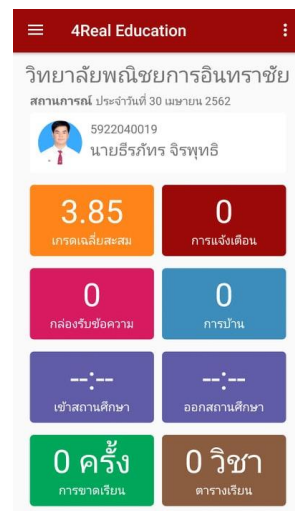 4Real Education
วิทยาลัยพณิชยการอินทราชัย
สถานการณ์ ประจำวันที่ 30 เมษายน 2562
5922040019
นายธีรภัทร จิรพุทธิ
3.85
เกรดเฉลี่ยสะสม
0
การแจ้งเตือน
0
กล่องรับข้อความ
0
การบ้าน
--:--
เข้าสถานศึกษา
--:--
ออกสถานศึกษา
0 ครั้ง
การขาดเรียน
0 วิชา
ตารางเรียน